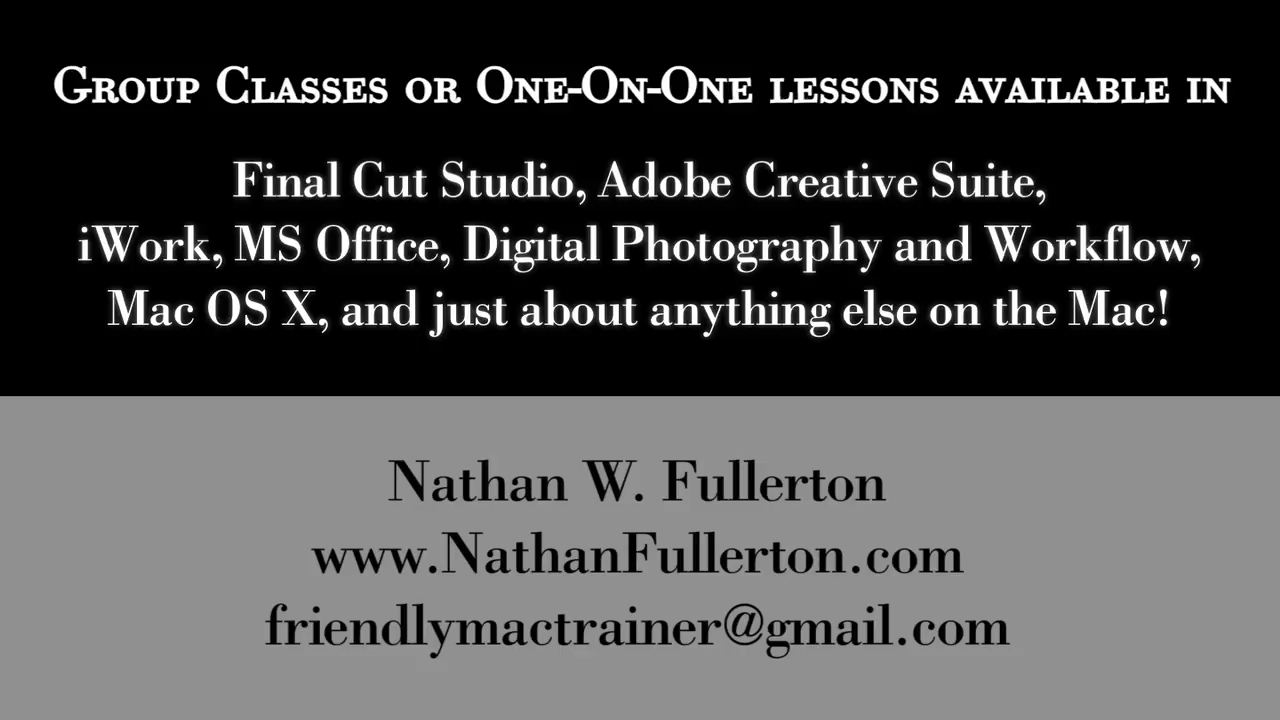 Group Classes or One-On-One lessons available in
Final Cut Studio, Adobe Creative Suite,
iWork, MS Office, Digital Photography and Workflow,
Mac OS X, and just about anything else on the Mac!
Nathan W. Fullerton
www.NathanFullerton.com
friendlymactrainer@gmail.com